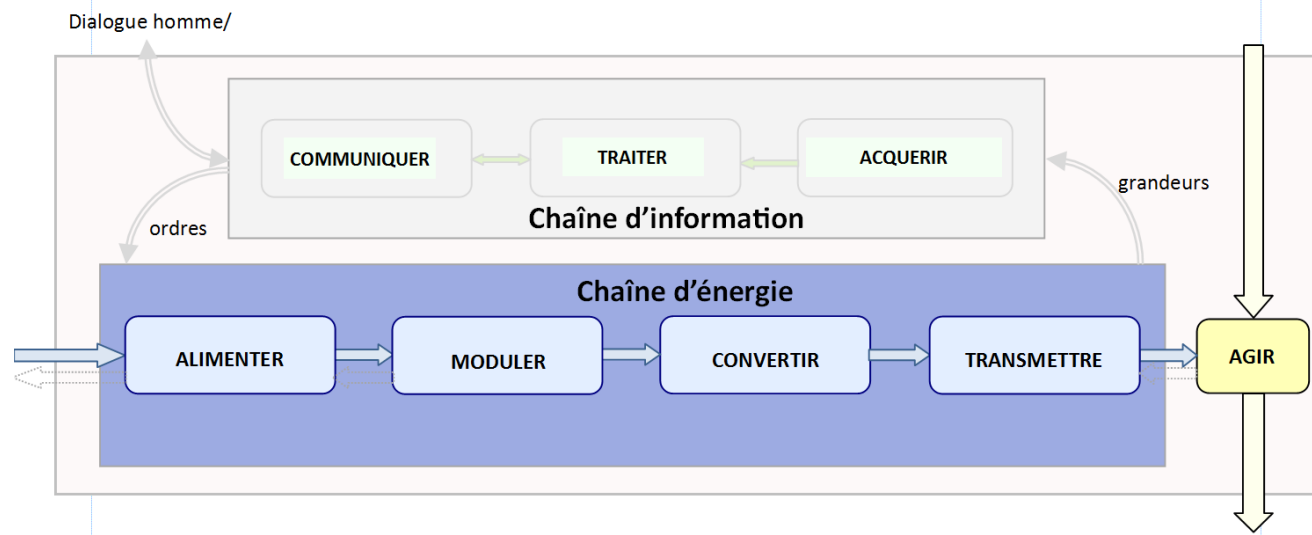 Dialogue homme/
COMMUNIQUER
TRAITER
ACQUERIR
grandeurs
Chaîne d'information
ordres
Chaîne d'énergie
ALIMENTER
MODULER
CONVERTIR
TRANSMETTRE
AGIR